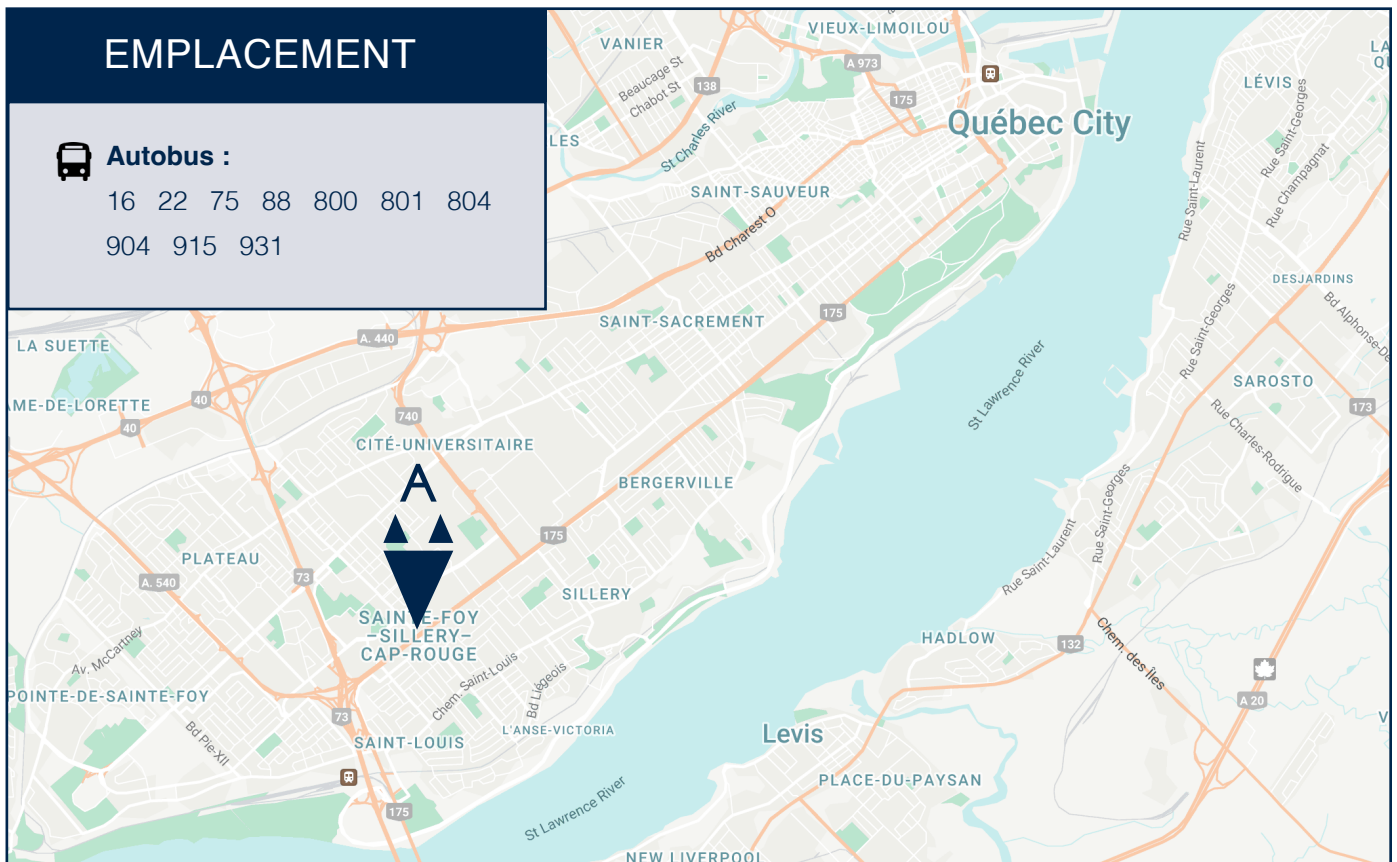 EMPLACEMENT
Autobus :
16 22 75 88 800 801 804
904 915 931
VIEUX-LIMOILOU
VANIER
A 973
LÉVIS
Beaucage St
Chabot St
138
175
Québec City
St Charles River
SAINT-SAUVEUR
Bd Charest O
Rue Saint-Laurent
Rue Saint-Georges
Rue Champagnat
DESJARDINS
SAINT-SACREMENT
175
Rue Saint-Georges
LA SUETTE
A. 440
St Lawrence River
SAROSTO
AME-DE-LORETTE
40
40
740
173
Rue Charles-Rodrigue
CITÉ-UNIVERSITAIRE
A
BERGERVILLE
Rue Saint-Georges
175
Rue Saint-Laurent
PLATEAU
73
A. 540
SILLERY
SAINTE-FOY
–SILLERY–
CAP-ROUGE
HADLOW
132
Chem. des Îles
Av. McCartney
Chem. Saint-Louis
Bd Liégeois
POINTE-DE-SAINTE-FOY
A 20
73
Bd Pie-XII
L'ANSE-VICTORIA
SAINT-LOUIS
Levis
PLACE-DU-PAYSAN
175
St Lawrence River
NEW LIVERPOOL